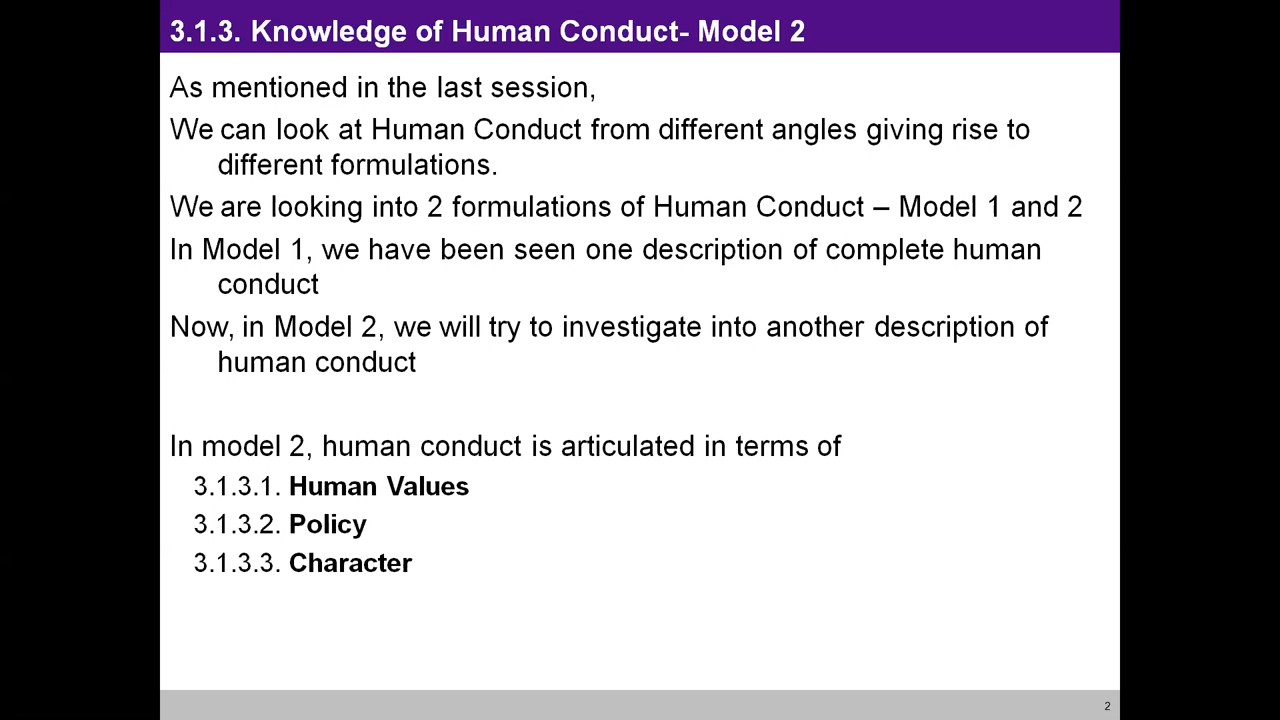 3.1.3. Knowledge of Human Conduct- Model 2
As mentioned in the last session,
We can look at Human Conduct from different angles giving rise to
different formulations.
We are looking into 2 formulations of Human Conduct – Model 1 and 2
In Model 1, we have been seen one description of complete human
conduct
Now, in Model 2, we will try to investigate into another description of
human conduct
In model 2, human conduct is articulated in terms of
3.1.3.1. Human Values
3.1.3.2. Policy
3.1.3.3. Character
2